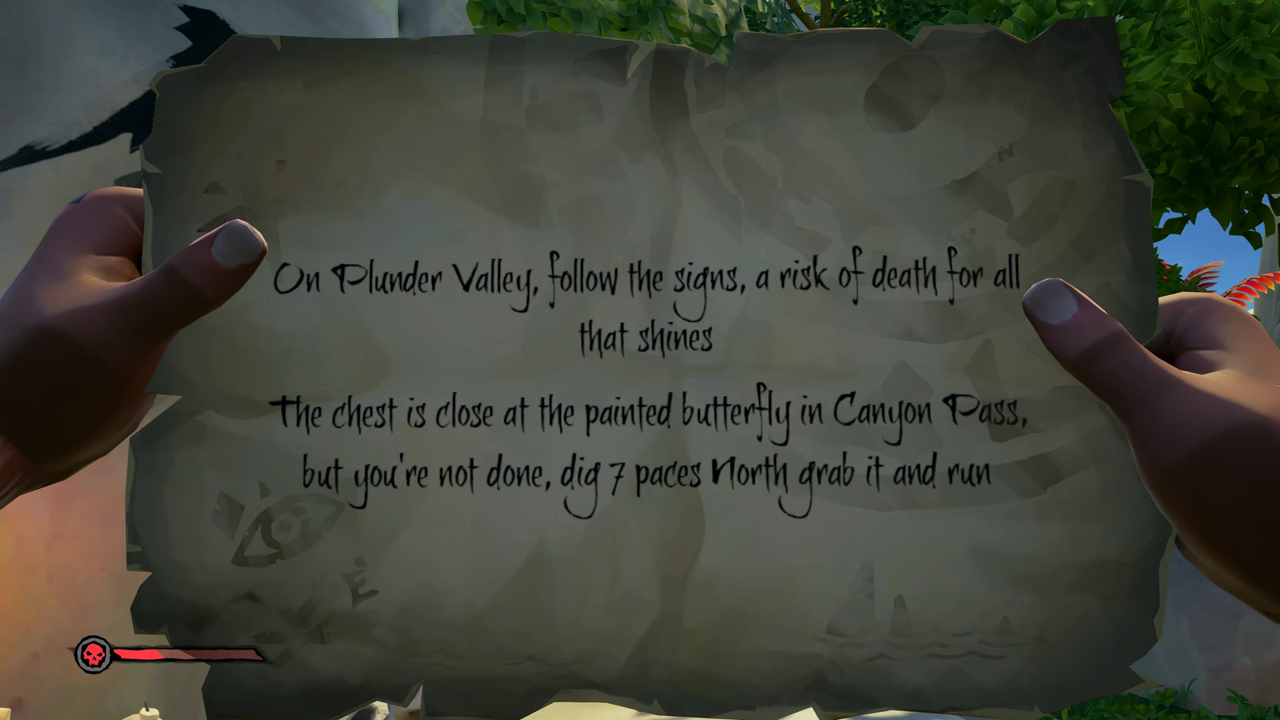 On Plunder Valley, follow the signs, a risk of death for all
that shines
The chest is close at the painted butterfly in Canyon Pass,
but you're not done, dig 7 paces North grab it and run
N
E